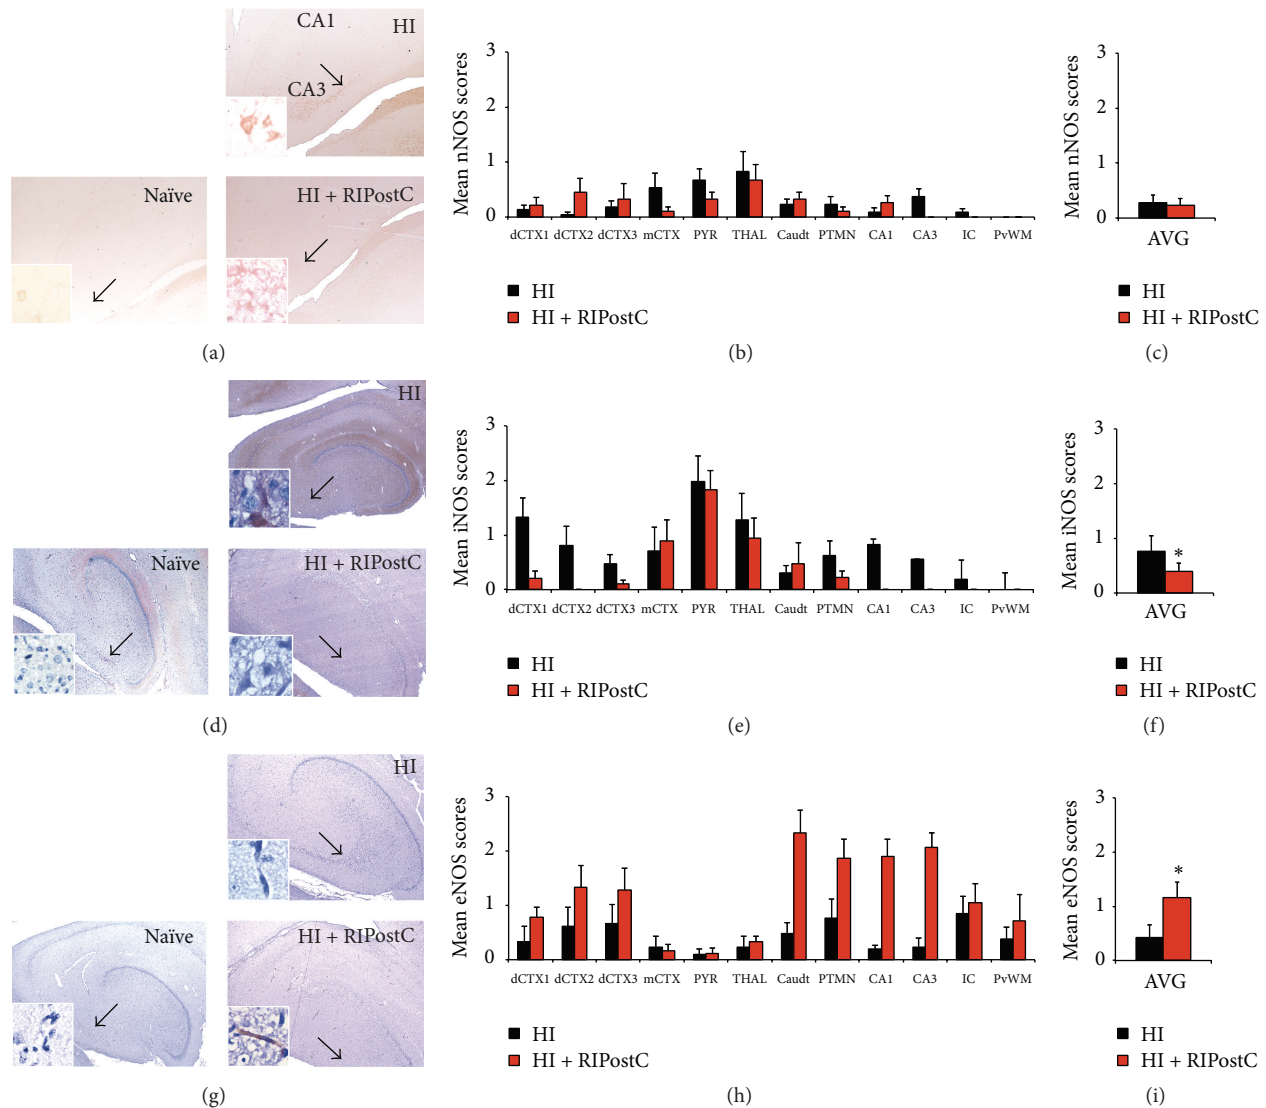 CA1
HI
CA3
Naïve
HI + RIPostC
(a)
Mean nNOS scores
3
2
1
0
dCTX1 dCTX2 dCTX3 mCTX PYR THAL Caudt PTMN CA1 CA3 IC PvWM
HI
HI + RIPostC
(b)
Mean nNOS scores
3
2
1
0
AVG
HI
HI + RIPostC
(c)
HI
Naïve
HI + RIPostC
(d)
Mean iNOS scores
3
2
1
0
dCTX1 dCTX2 dCTX3 mCTX PYR THAL Caudt PTMN CA1 CA3 IC PvWM
HI
HI + RIPostC
(e)
Mean iNOS scores
3
2
1
0
*
AVG
HI
HI + RIPostC
(f)
HI
Naïve
HI + RIPostC
(g)
Mean eNOS scores
3
2
1
0
dCTX1 dCTX2 dCTX3 mCTX PYR THAL Caudt PTMN CA1 CA3 IC PvWM
HI
HI + RIPostC
(h)
Mean eNOS scores
3
2
1
0
*
AVG
HI
HI + RIPostC
(i)